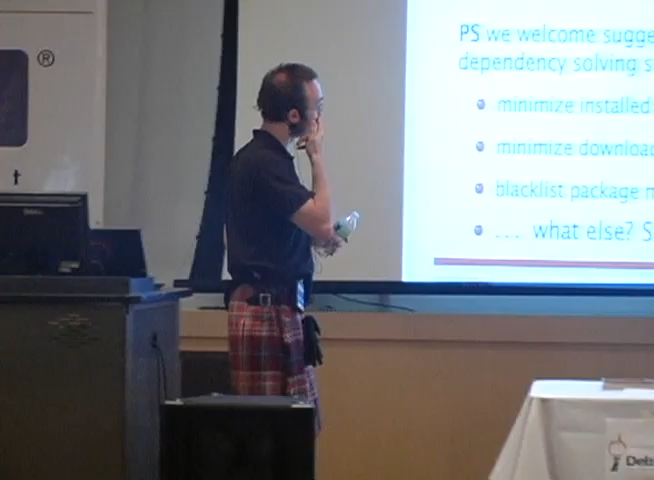 ®
PS we welcome sugge
dependency solving s
minimize installed
minimize downloa
blacklist package n
.... what else? S
t
Deb